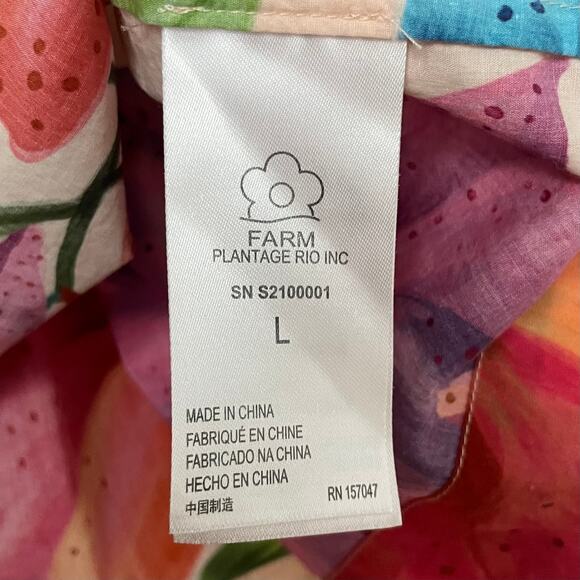 FARM
PLANTAGE RIO INC
SN S2100001
L
MADE IN CHINA
FABRIQUÉ EN CHINE
FABRICADO NA CHINA
HECHO EN CHINA
中国制造
RN 157047